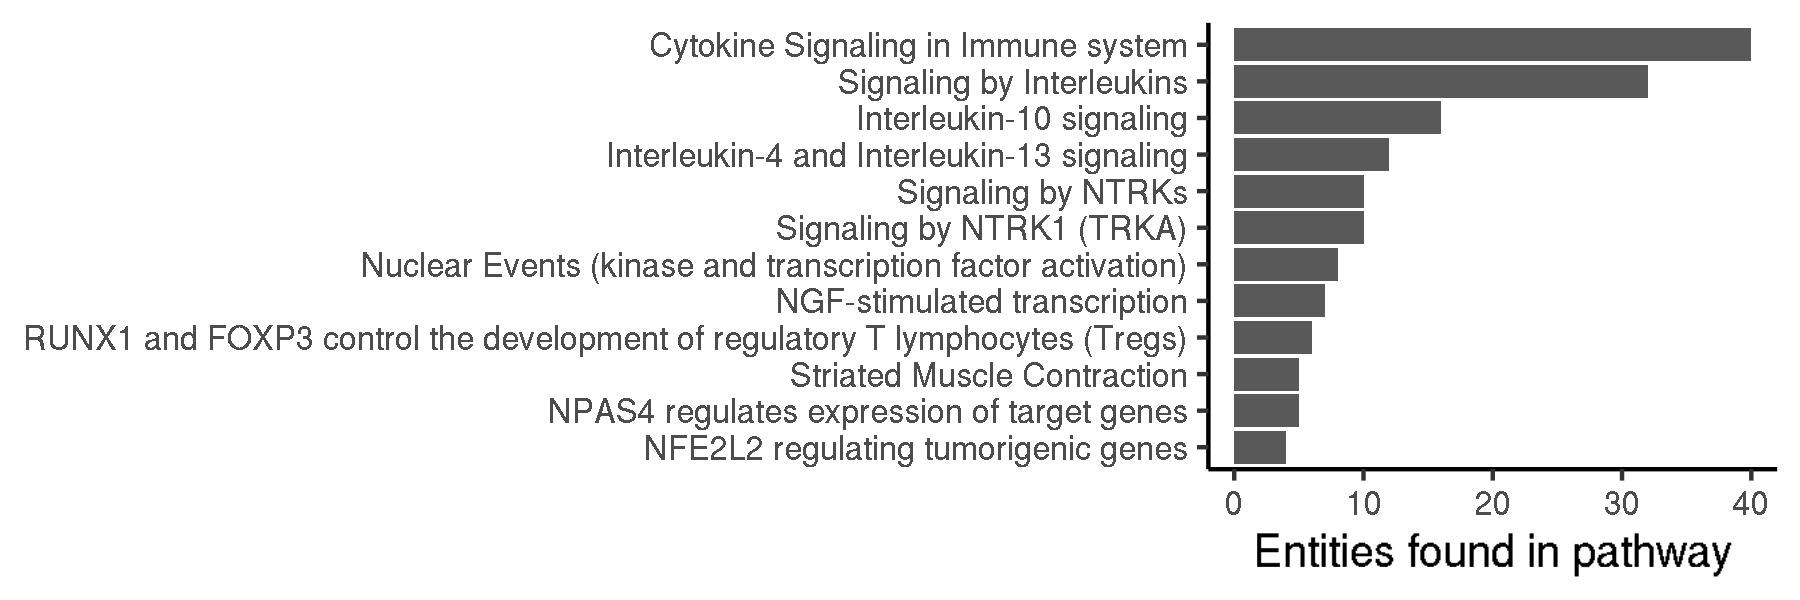 Cytokine Signaling in Immune system
Signaling by Interleukins
Interleukin-10 signaling
Interleukin-4 and Interleukin-13 signaling
Signaling by NTRKs
Signaling by NTRK1 (TRKA)
Nuclear Events (kinase and transcription factor activation)
NGF-stimulated transcription
RUNX1 and FOXP3 control the development of regulatory T lymphocytes (Tregs)
Striated Muscle Contraction
NPAS4 regulates expression of target genes
NFE2L2 regulating tumorigenic genes
0 10 20 30 40
Entities found in pathway